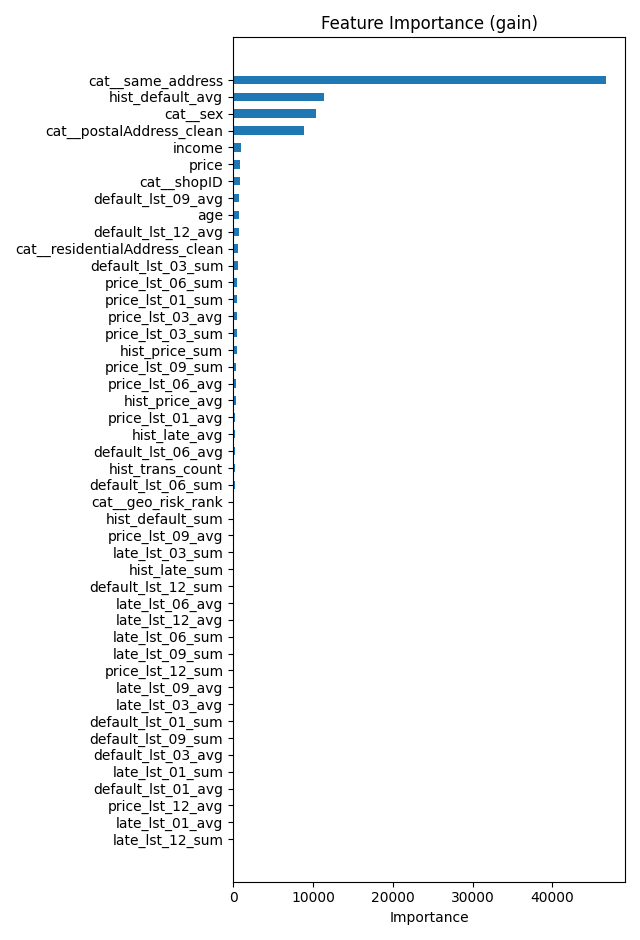 Feature Importance (gain)
cat__same_address
hist_default_avg
cat__sex
cat__postalAddress_clean
income
price
cat__shopID
default_lst_09_avg
age
default_lst_12_avg
cat__residentialAddress_clean
default_lst_03_sum
price_lst_06_sum
price_lst_01_sum
price_lst_03_avg
price_lst_03_sum
hist_price_sum
price_lst_09_sum
price_lst_06_avg
hist_price_avg
price_lst_01_avg
hist_late_avg
default_lst_06_avg
hist_trans_count
default_lst_06_sum
cat__geo_risk_rank
hist_default_sum
price_lst_09_avg
late_lst_03_sum
hist_late_sum
default_lst_12_sum
late_lst_06_avg
late_lst_12_avg
late_lst_06_sum
late_lst_09_sum
price_lst_12_sum
late_lst_09_avg
late_lst_03_avg
default_lst_01_sum
default_lst_09_sum
default_lst_03_avg
late_lst_01_sum
default_lst_01_avg
price_lst_12_avg
late_lst_01_avg
late_lst_12_sum
0 10000 20000 30000 40000
Importance